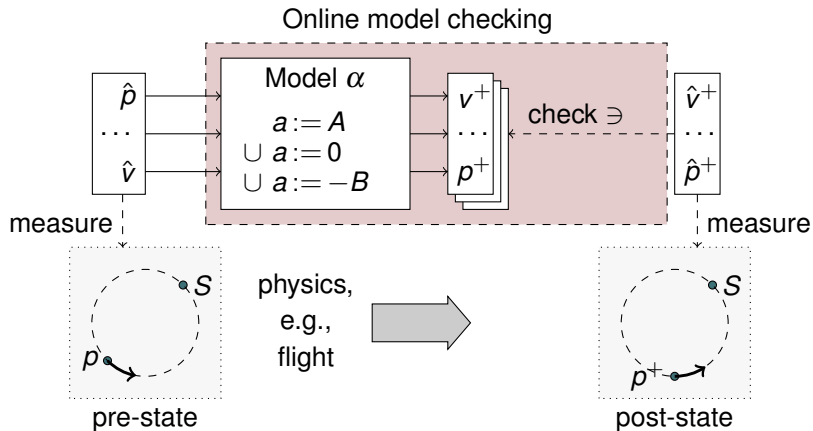 Online model checking
p̂
···
v̂
Model α
a := A
∪ a := 0
∪ a := −B
v⁺
···
p⁺
check ∋
v̂⁺
···
p̂⁺
measure
measure
S
p
physics,
e.g.,
flight
S
p⁺
pre-state
post-state